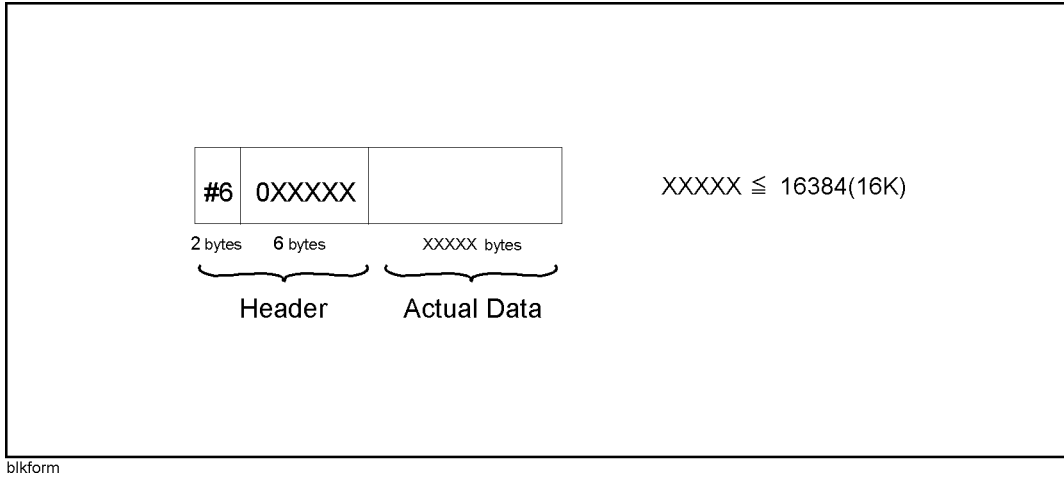 #6 0XXXXX
XXXXX ≦ 16384(16K)
2 bytes 6 bytes XXXXX bytes
Header Actual Data
blkform